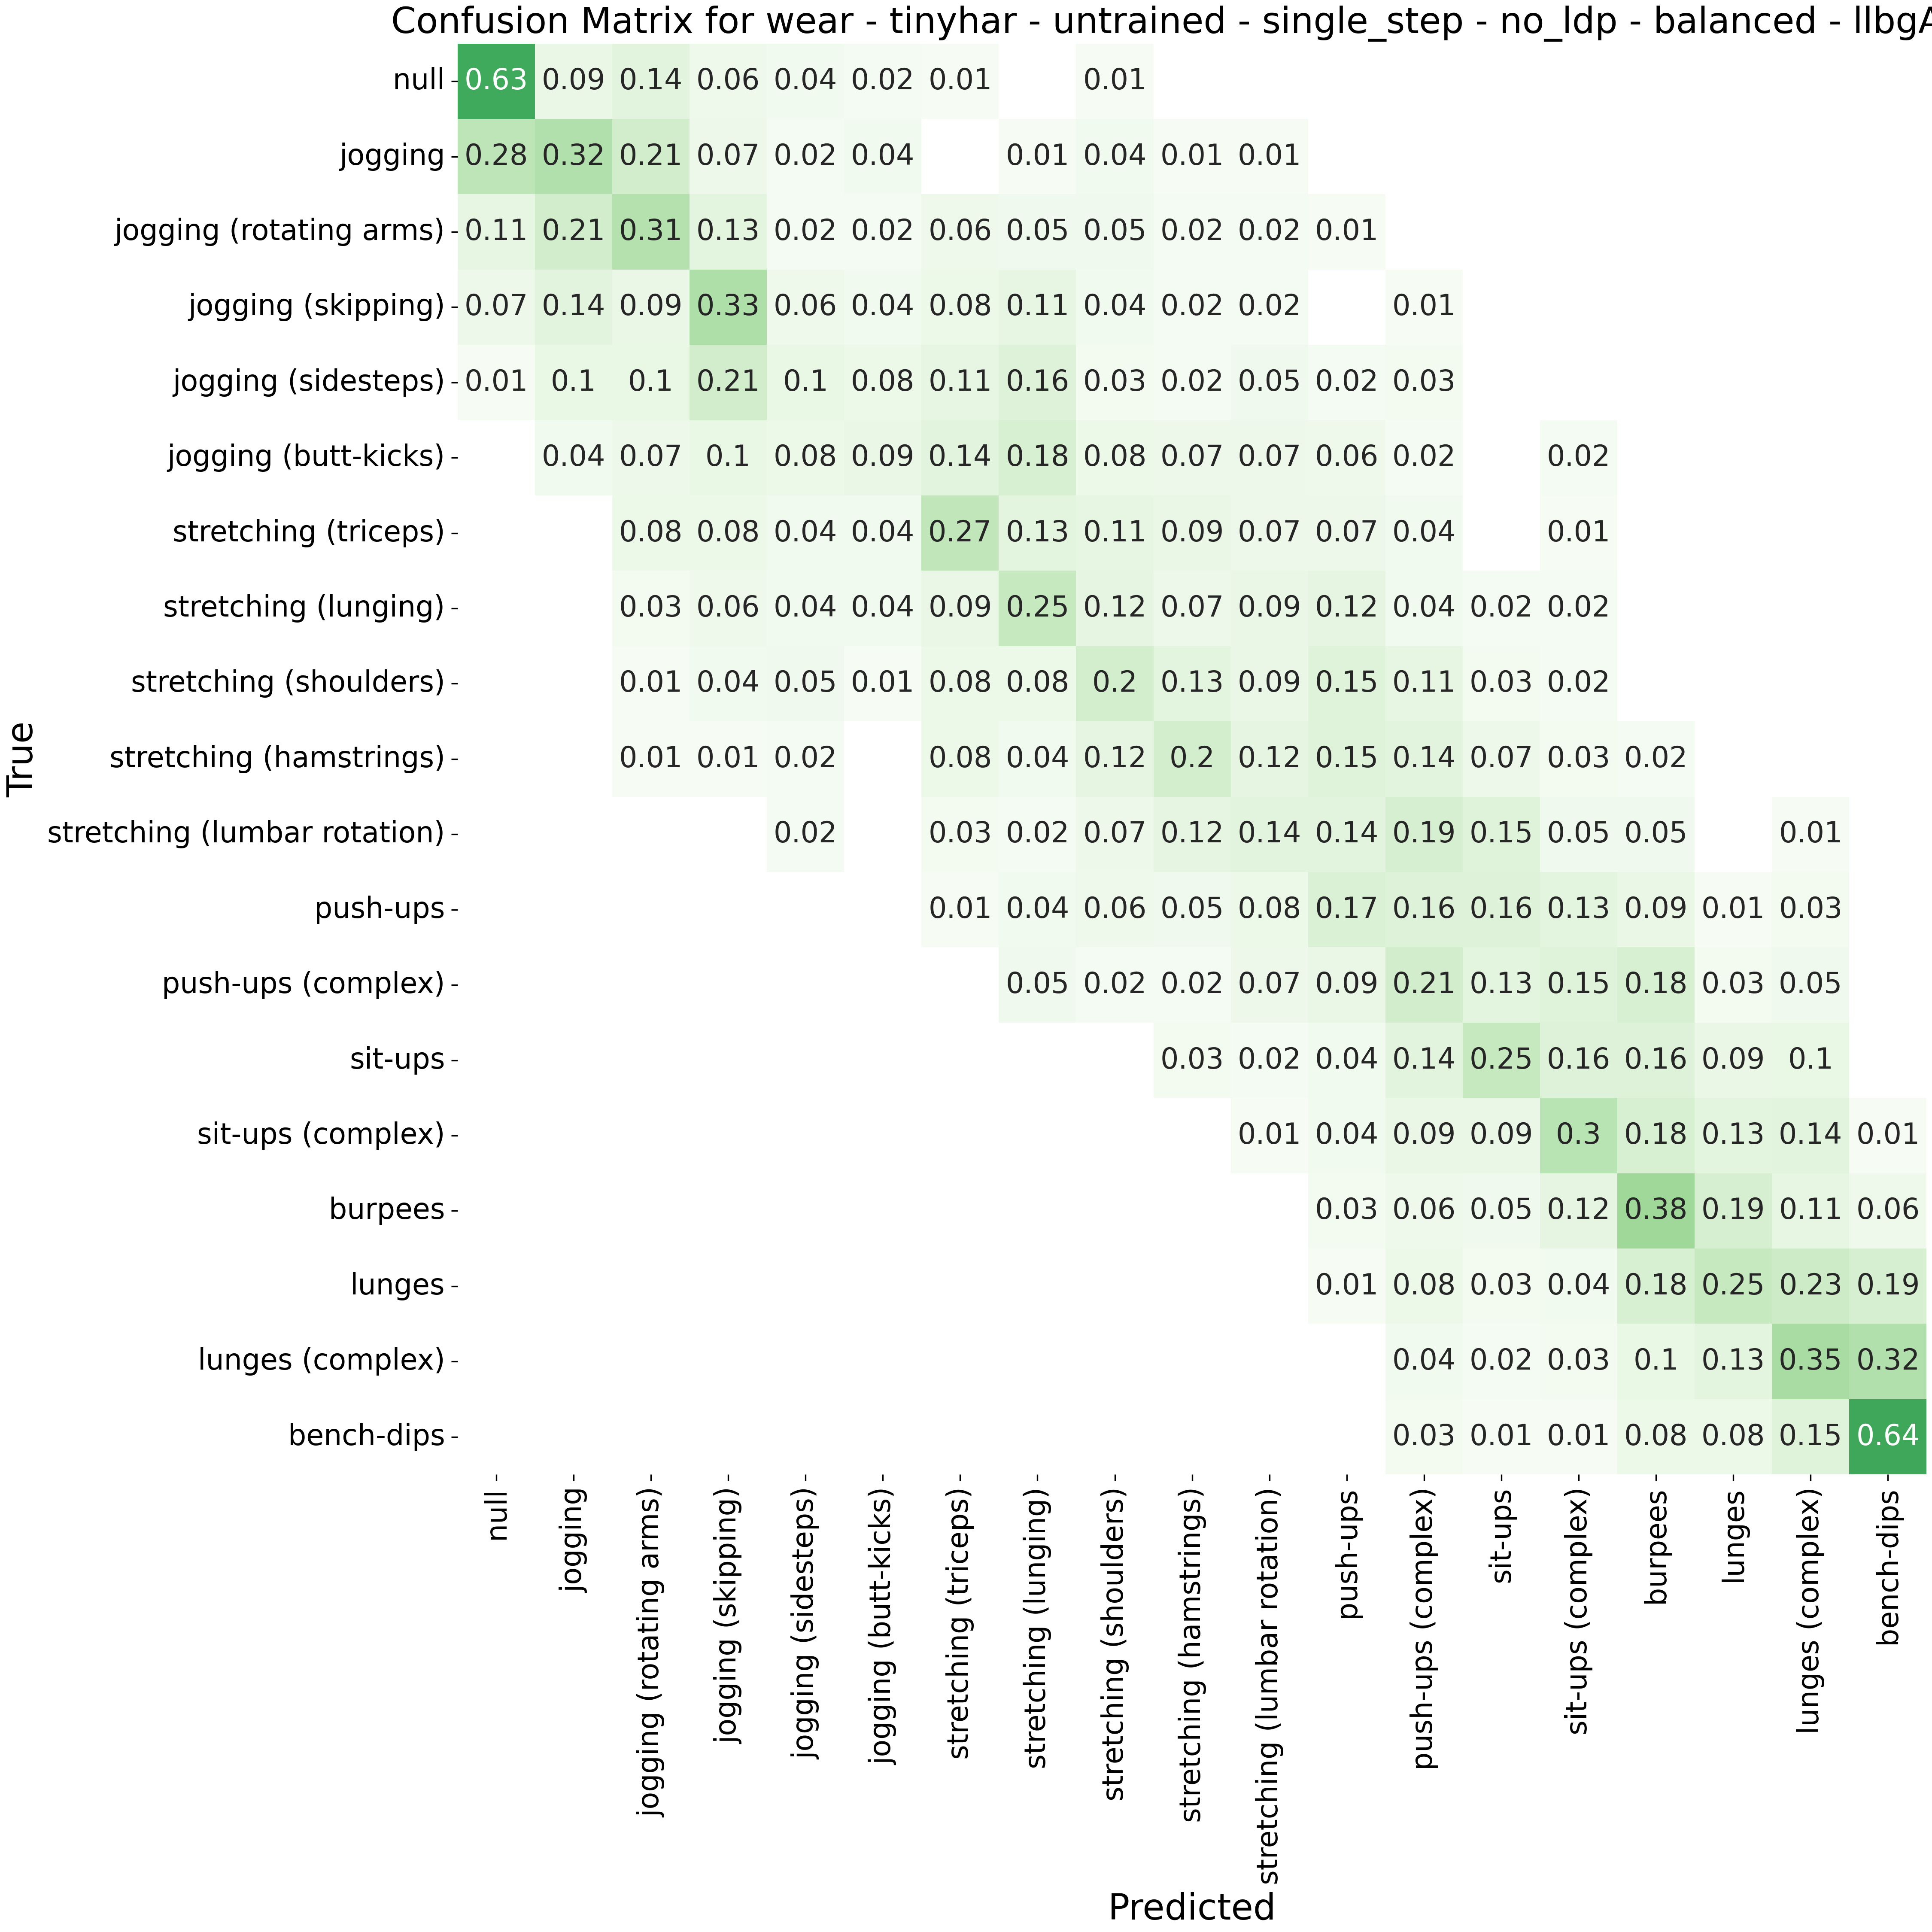 Confusion Matrix for wear - tinyhar - untrained - single_step - no_ldp - balanced - llbgA
True
null 0.63 0.09 0.14 0.06 0.04 0.02 0.01 0.01
jogging 0.28 0.32 0.21 0.07 0.02 0.04 0.01 0.04 0.01 0.01
jogging (rotating arms) 0.11 0.21 0.31 0.13 0.02 0.02 0.06 0.05 0.05 0.02 0.02 0.01
jogging (skipping) 0.07 0.14 0.09 0.33 0.06 0.04 0.08 0.11 0.04 0.02 0.02 0.01
jogging (sidesteps) 0.01 0.1 0.1 0.21 0.1 0.08 0.11 0.16 0.03 0.02 0.05 0.02 0.03
jogging (butt-kicks) 0.04 0.07 0.1 0.08 0.09 0.14 0.18 0.08 0.07 0.07 0.06 0.02 0.02
stretching (triceps) 0.08 0.08 0.04 0.04 0.27 0.13 0.11 0.09 0.07 0.07 0.04 0.01
stretching (lunging) 0.03 0.06 0.04 0.04 0.09 0.25 0.12 0.07 0.09 0.12 0.04 0.02 0.02
stretching (shoulders) 0.01 0.04 0.05 0.01 0.08 0.08 0.2 0.13 0.09 0.15 0.11 0.03 0.02
stretching (hamstrings) 0.01 0.01 0.02 0.08 0.04 0.12 0.2 0.12 0.15 0.14 0.07 0.03 0.02
stretching (lumbar rotation) 0.02 0.03 0.02 0.07 0.12 0.14 0.14 0.19 0.15 0.05 0.05 0.01
push-ups 0.01 0.04 0.06 0.05 0.08 0.17 0.16 0.16 0.13 0.09 0.01 0.03
push-ups (complex) 0.05 0.02 0.02 0.07 0.09 0.21 0.13 0.15 0.18 0.03 0.05
sit-ups 0.03 0.02 0.04 0.14 0.25 0.16 0.16 0.09 0.1
sit-ups (complex) 0.01 0.04 0.09 0.09 0.3 0.18 0.13 0.14 0.01
burpees 0.03 0.06 0.05 0.12 0.38 0.19 0.11 0.06
lunges 0.01 0.08 0.03 0.04 0.18 0.25 0.23 0.19
lunges (complex) 0.04 0.02 0.03 0.1 0.13 0.35 0.32
bench-dips 0.03 0.01 0.01 0.08 0.08 0.15 0.64
null
jogging
jogging (rotating arms)
jogging (skipping)
jogging (sidesteps)
jogging (butt-kicks)
stretching (triceps)
stretching (lunging)
stretching (shoulders)
stretching (hamstrings)
stretching (lumbar rotation)
push-ups
push-ups (complex)
sit-ups
sit-ups (complex)
burpees
lunges
lunges (complex)
bench-dips
Predicted